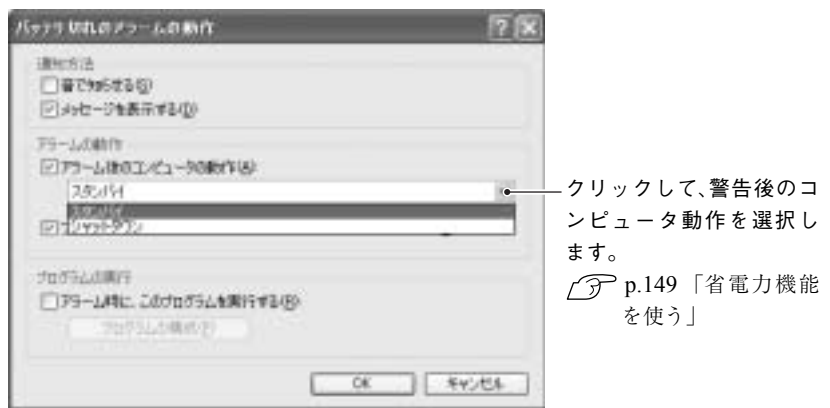 バッテリ切れのアラームの動作
通知方法
音で知らせる(S)
メッセージを表示する(D)
アラームの動作
アラーム後のコンピュータの動作(A)
スタンバイ
スタンバイ
シャットダウン
プログラムの実行
アラーム時に、このプログラムを実行する(R)
プログラムの構成(P)
OK キャンセル
クリックして、警告後のコ
ンピュータ動作を選択し
ます。
p.149「省電力機能
を使う」